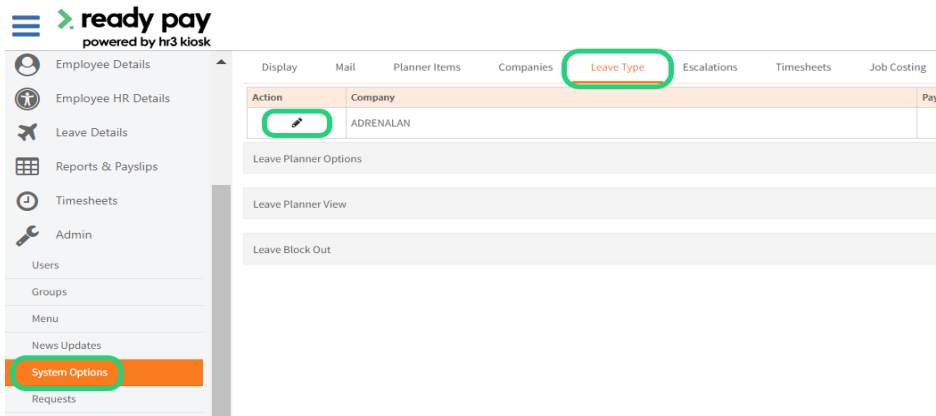 ready pay
powered by hr3 kiosk
Employee Details
Employee HR Details
Leave Details
Reports & Payslips
Timesheets
Admin
Users
Groups
Menu
News Updates
System Options
Requests
Display Mail Planner Items Companies Leave Type Escalations Timesheets Job Costing
Action Company Pay
ADRENALAN
Leave Planner Options
Leave Planner View
Leave Block Out